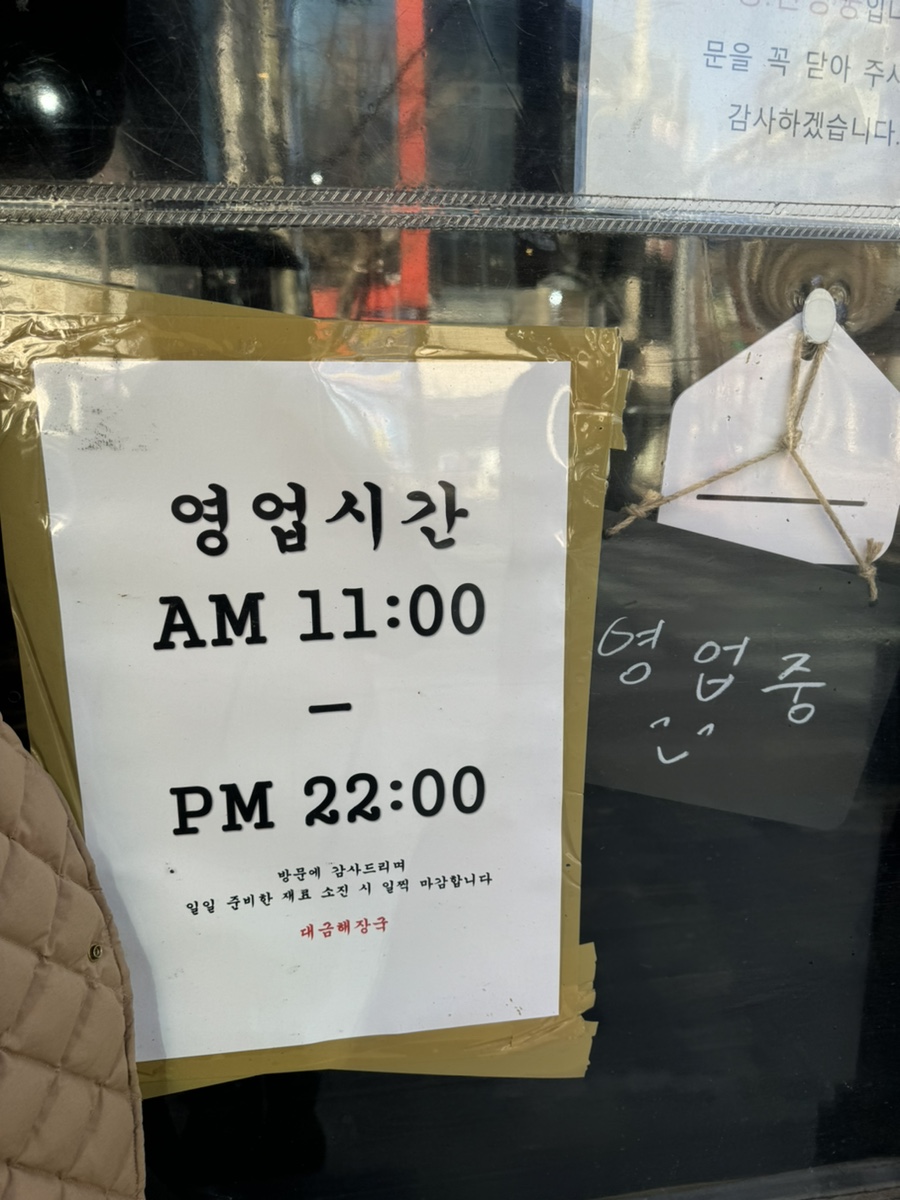 문을 꼭 닫아
감사하겠습니다.
영업시간
AM 11:00
–
PM 22:00
방문에 감사드리며
일일 준비한 재료 소진 시 일찍 마감합니다
대금해장국
영업중